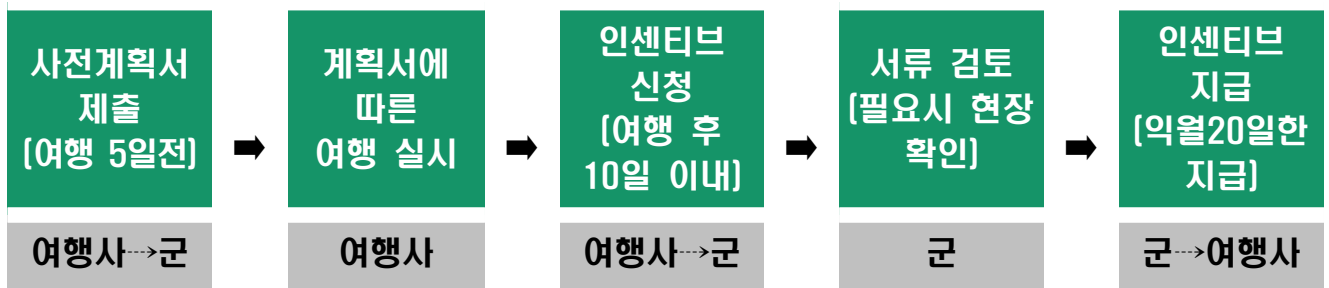 사전계획서
제출
(여행 5일전)
➡
계획서에
따른
여행 실시
➡
인센티브
신청
(여행 후
10일 이내)
➡
서류 검토
(필요시 현장
확인)
➡
인센티브
지급
(익월20일한
지급)
여행사⇢군
여행사
여행사⇢군
군
군⇢여행사